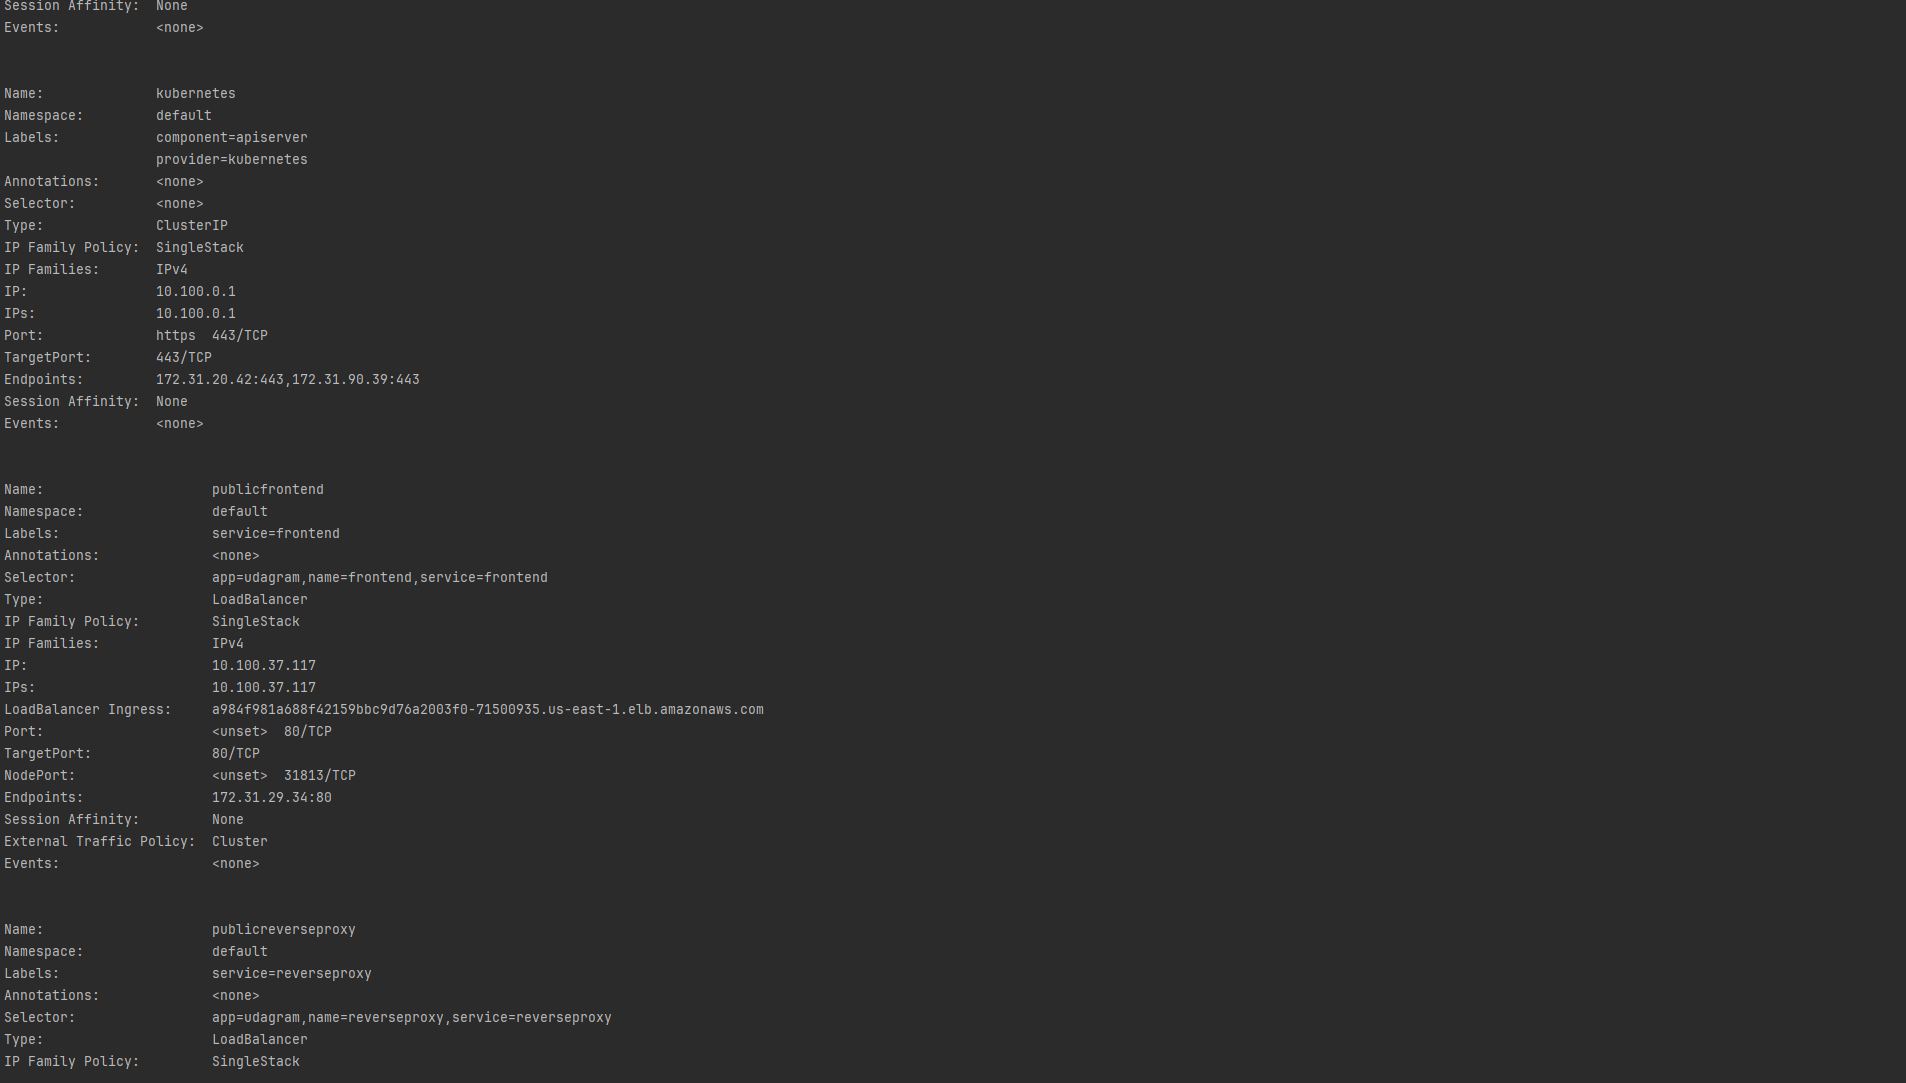 Session Affinity:  None
Events:            <none>
Name:              kubernetes
Namespace:         default
Labels:            component=apiserver
                   provider=kubernetes
Annotations:       <none>
Selector:          <none>
Type:              ClusterIP
IP Family Policy:  SingleStack
IP Families:       IPv4
IP:                10.100.0.1
IPs:               10.100.0.1
Port:              https  443/TCP
TargetPort:        443/TCP
Endpoints:         172.31.20.42:443,172.31.90.39:443
Session Affinity:  None
Events:            <none>
Name:                     publicfrontend
Namespace:                default
Labels:                   service=frontend
Annotations:              <none>
Selector:                 app=udagram,name=frontend,service=frontend
Type:                     LoadBalancer
IP Family Policy:         SingleStack
IP Families:              IPv4
IP:                       10.100.37.117
IPs:                      10.100.37.117
LoadBalancer Ingress:     a984f981a688f42159bbc9d76a2003f0-71500935.us-east-1.elb.amazonaws.com
Port:                     <unset>  80/TCP
TargetPort:               80/TCP
NodePort:                 <unset>  31813/TCP
Endpoints:                172.31.29.34:80
Session Affinity:         None
External Traffic Policy:  Cluster
Events:                   <none>
Name:                     publicreverseproxy
Namespace:                default
Labels:                   service=reverseproxy
Annotations:              <none>
Selector:                 app=udagram,name=reverseproxy,service=reverseproxy
Type:                     LoadBalancer
IP Family Policy:         SingleStack